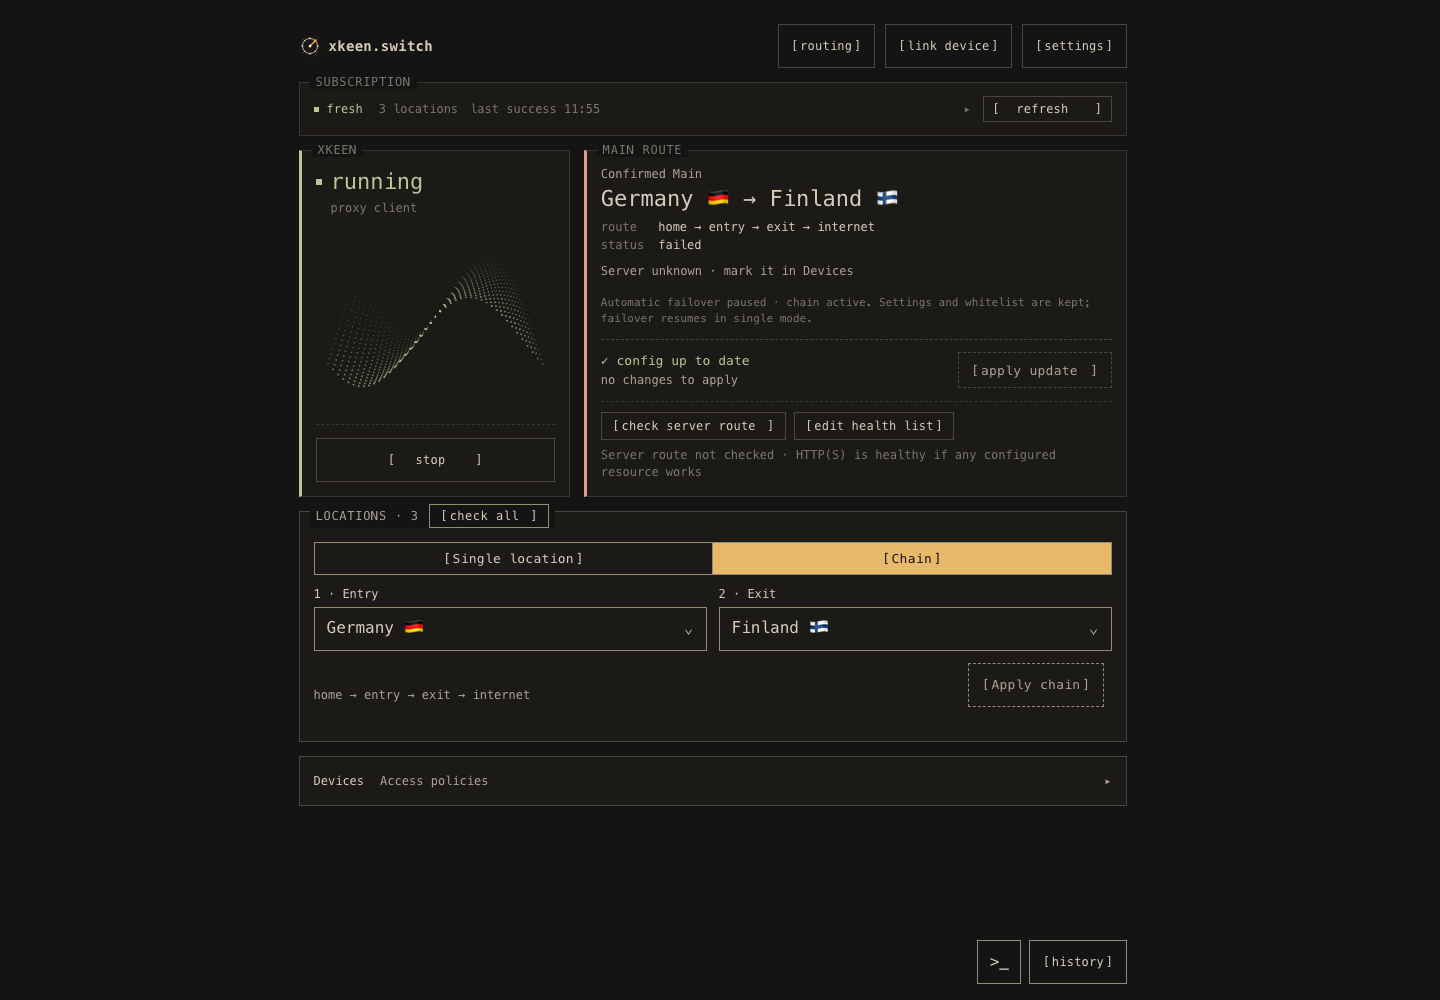 xkeen.switch
[routing] [link device] [settings]
SUBSCRIPTION
fresh 3 locations last success 11:55 ▸ [ refresh ]
XKEEN
running
proxy client
[ stop ]
MAIN ROUTE
Confirmed Main
Germany 🇩🇪 → Finland 🇫🇮
route home → entry → exit → internet
status failed
Server unknown · mark it in Devices
Automatic failover paused · chain active. Settings and whitelist are kept;
failover resumes in single mode.
✓ config up to date
no changes to apply
[apply update ]
[check server route ] [edit health list]
Server route not checked · HTTP(S) is healthy if any configured
resource works
LOCATIONS · 3 [check all ]
[Single location] [Chain]
1 · Entry
Germany 🇩🇪
2 · Exit
Finland 🇫🇮
home → entry → exit → internet
[Apply chain]
Devices Access policies ▸
>_ [history]